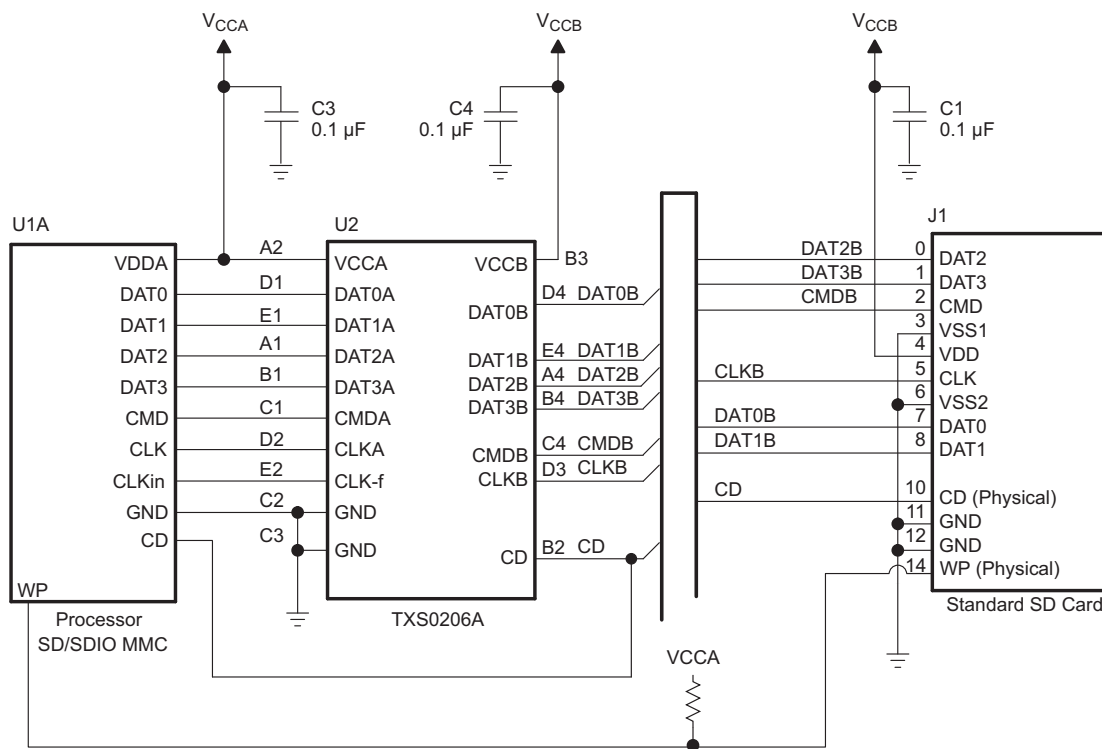 VCCA
VCCB
VCCB
C3
0.1 µF
C4
0.1 µF
C1
0.1 µF
U1A
VDDA
DAT0
DAT1
DAT2
DAT3
CMD
CLK
CLKin
GND
CD
WP
Processor
SD/SDIO MMC
A2
D1
E1
A1
B1
C1
D2
E2
C2
C3
U2
VCCA
DAT0A
DAT1A
DAT2A
DAT3A
CMDA
CLKA
CLK-f
GND
GND
VCCB
DAT0B
DAT1B
DAT2B
DAT3B
CMDB
CLKB
CD
TXS0206A
B3
D4 DAT0B
E4 DAT1B
A4 DAT2B
B4 DAT3B
C4 CMDB
D3 CLKB
B2 CD
DAT2B
DAT3B
CMDB
CLKB
DAT0B
DAT1B
CD
VCCA
J1
0 DAT2
1 DAT3
2 CMD
3 VSS1
4 VDD
5 CLK
6 VSS2
7 DAT0
8 DAT1
10 CD (Physical)
11 GND
12 GND
14 WP (Physical)
Standard SD Card